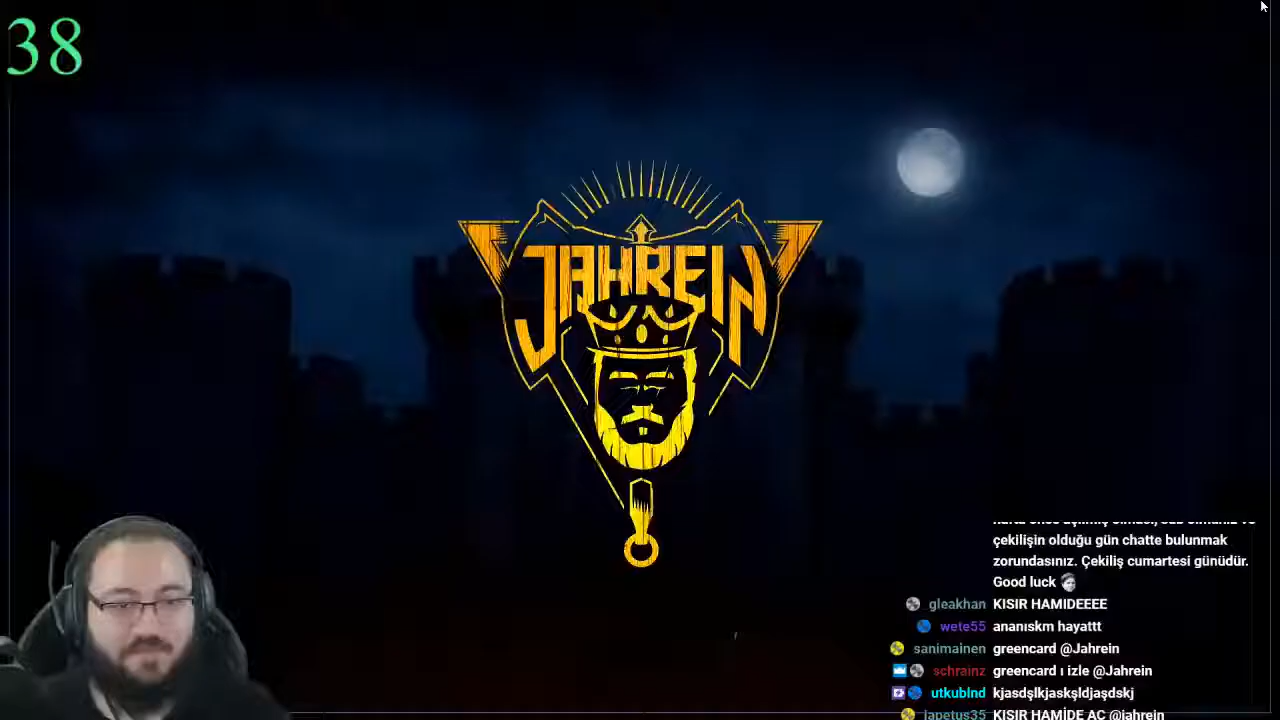 38
JAHREIN
çekilişin olduğu gün chatte bulunmak
zorundasınız. Çekiliş cumartesi günüdür.
Good luck
gleakhan KISIR HAMIDEEEE
wete55 ananıskm hayattt
sanimainen greencard @Jahrein
schrainz greencard ı izle @Jahrein
utkublnd kjasdşlkjaskşldjaşdskj
japetus35 KISIR HAMİDE AÇ @jahrein